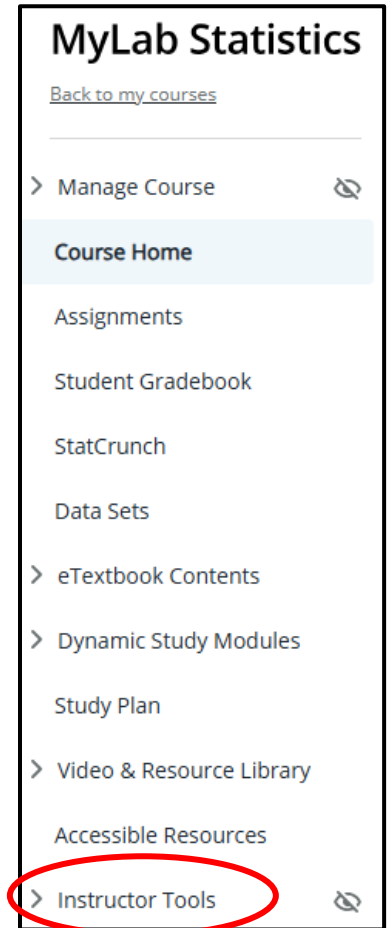 MyLab Statistics
Back to my courses
Manage Course
Course Home
Assignments
Student Gradebook
StatCrunch
Data Sets
eTextbook Contents
Dynamic Study Modules
Study Plan
Video & Resource Library
Accessible Resources
Instructor Tools